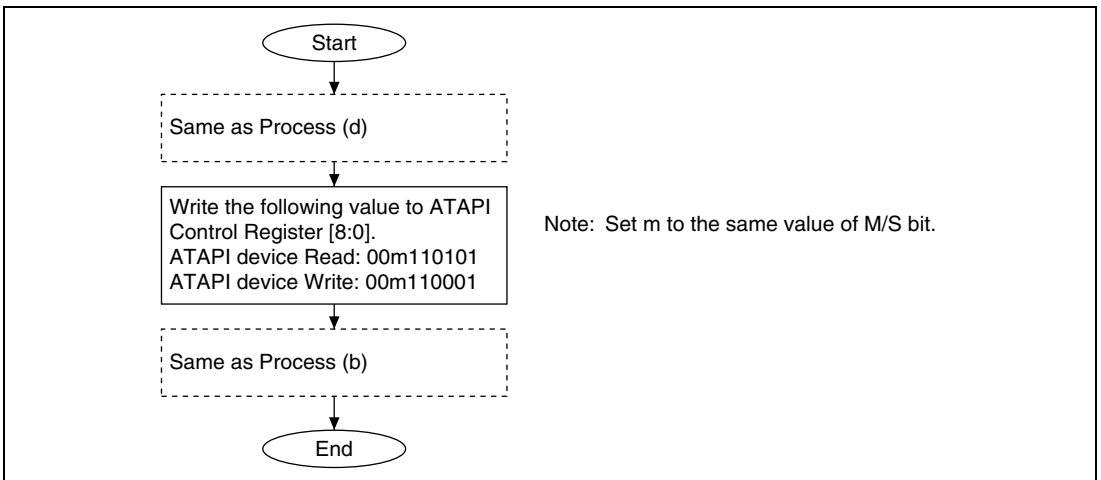 Start
Same as Process (d)
Write the following value to ATAPI
Control Register [8:0].
ATAPI device Read: 00m110101
ATAPI device Write: 00m110001
Note: Set m to the same value of M/S bit.
Same as Process (b)
End